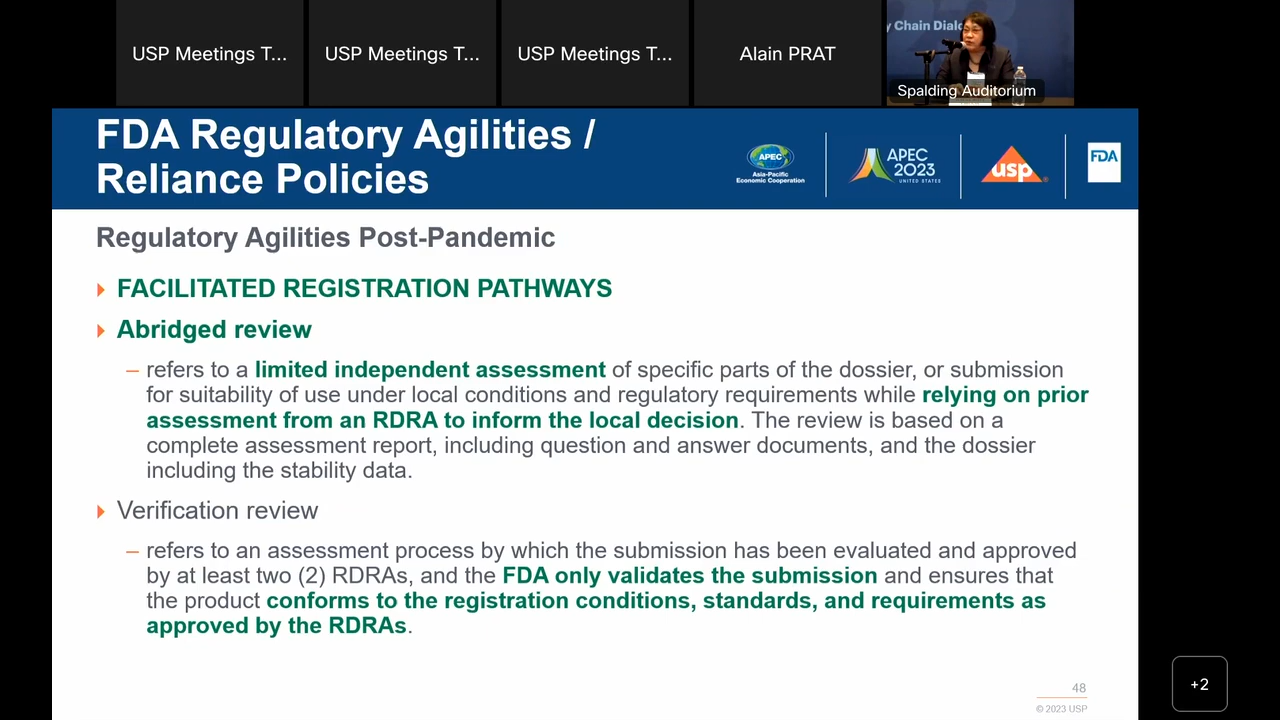 USP Meetings T...
USP Meetings T...
USP Meetings T...
Alain PRAT
y Chain Dialo
Spalding Auditorium
FDA Regulatory Agilities /
Reliance Policies
APEC
Asia-Pacific
Economic Cooperation
APEC
2023
UNITED STATES
usp
FDA
Regulatory Agilities Post-Pandemic
FACILITATED REGISTRATION PATHWAYS
Abridged review
– refers to a limited independent assessment of specific parts of the dossier, or submission
for suitability of use under local conditions and regulatory requirements while relying on prior
assessment from an RDRA to inform the local decision. The review is based on a
complete assessment report, including question and answer documents, and the dossier
including the stability data.
Verification review
– refers to an assessment process by which the submission has been evaluated and approved
by at least two (2) RDRAs, and the FDA only validates the submission and ensures that
the product conforms to the registration conditions, standards, and requirements as
approved by the RDRAs.
48
© 2023 USP
+2